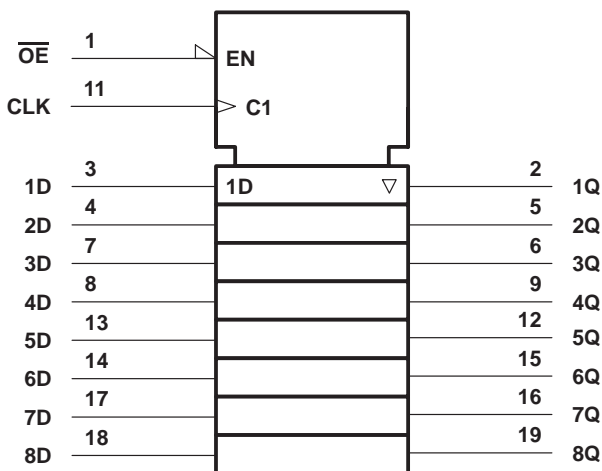 O̅E̅ 1 EN
CLK 11 C1
1D 3 1D 2 1Q
2D 4 5 2Q
3D 7 6 3Q
4D 8 9 4Q
5D 13 12 5Q
6D 14 15 6Q
7D 17 16 7Q
8D 18 19 8Q